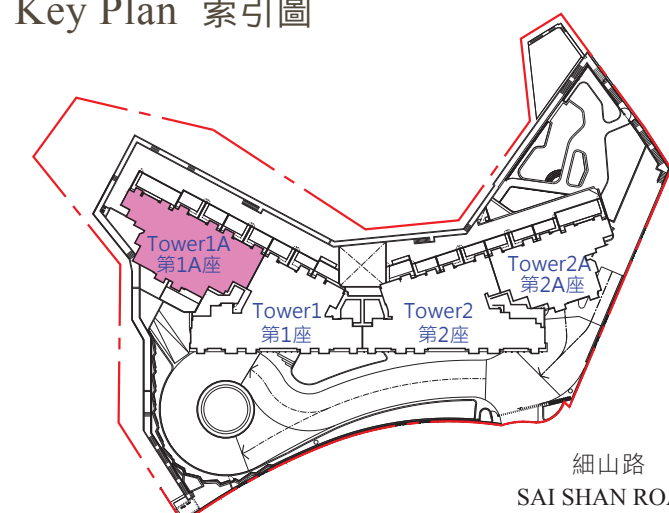 Key Plan 索引圖
Tower1A
第1A座
Tower2A
第2A座
Tower1
第1座
Tower2
第2座
細山路
SAI SHAN ROA